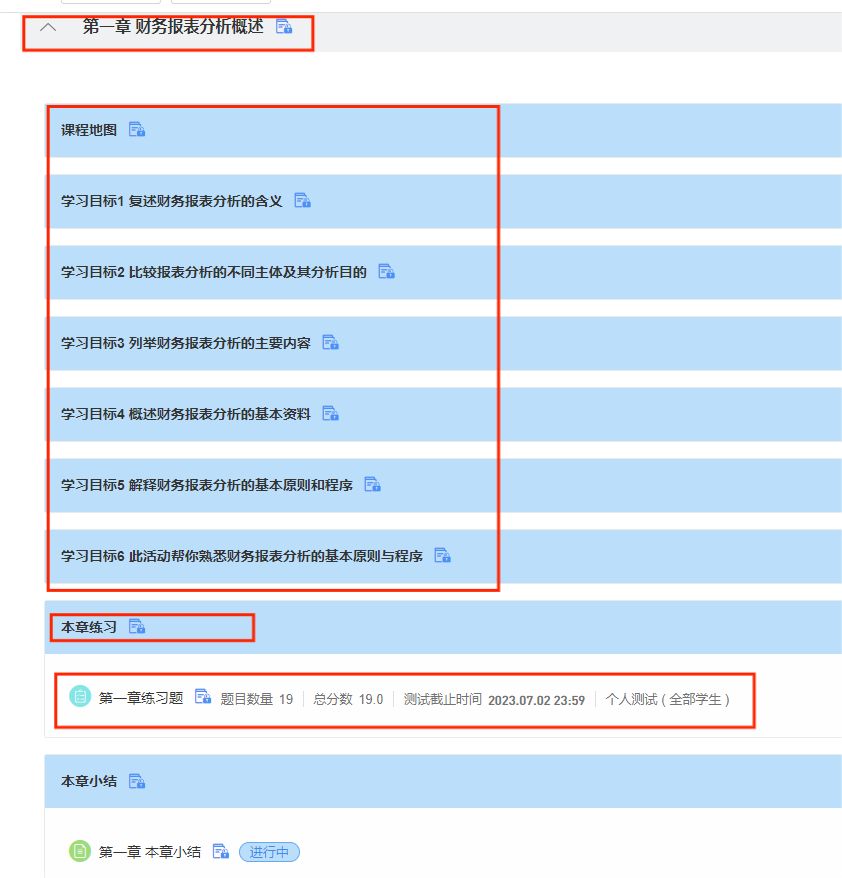 第一章 财务报表分析概述
课程地图
学习目标1 复述财务报表分析的含义
学习目标2 比较报表分析的不同主体及其分析目的
学习目标3 列举财务报表分析的主要内容
学习目标4 概述财务报表分析的基本资料
学习目标5 解释财务报表分析的基本原则和程序
学习目标6 此活动帮你熟悉财务报表分析的基本原则与程序
本章练习
第一章练习题 题目数量 19 总分数 19.0 测试截止时间 2023.07.02 23:59 个人测试 ( 全部学生 )
本章小结
第一章 本章小结 进行中